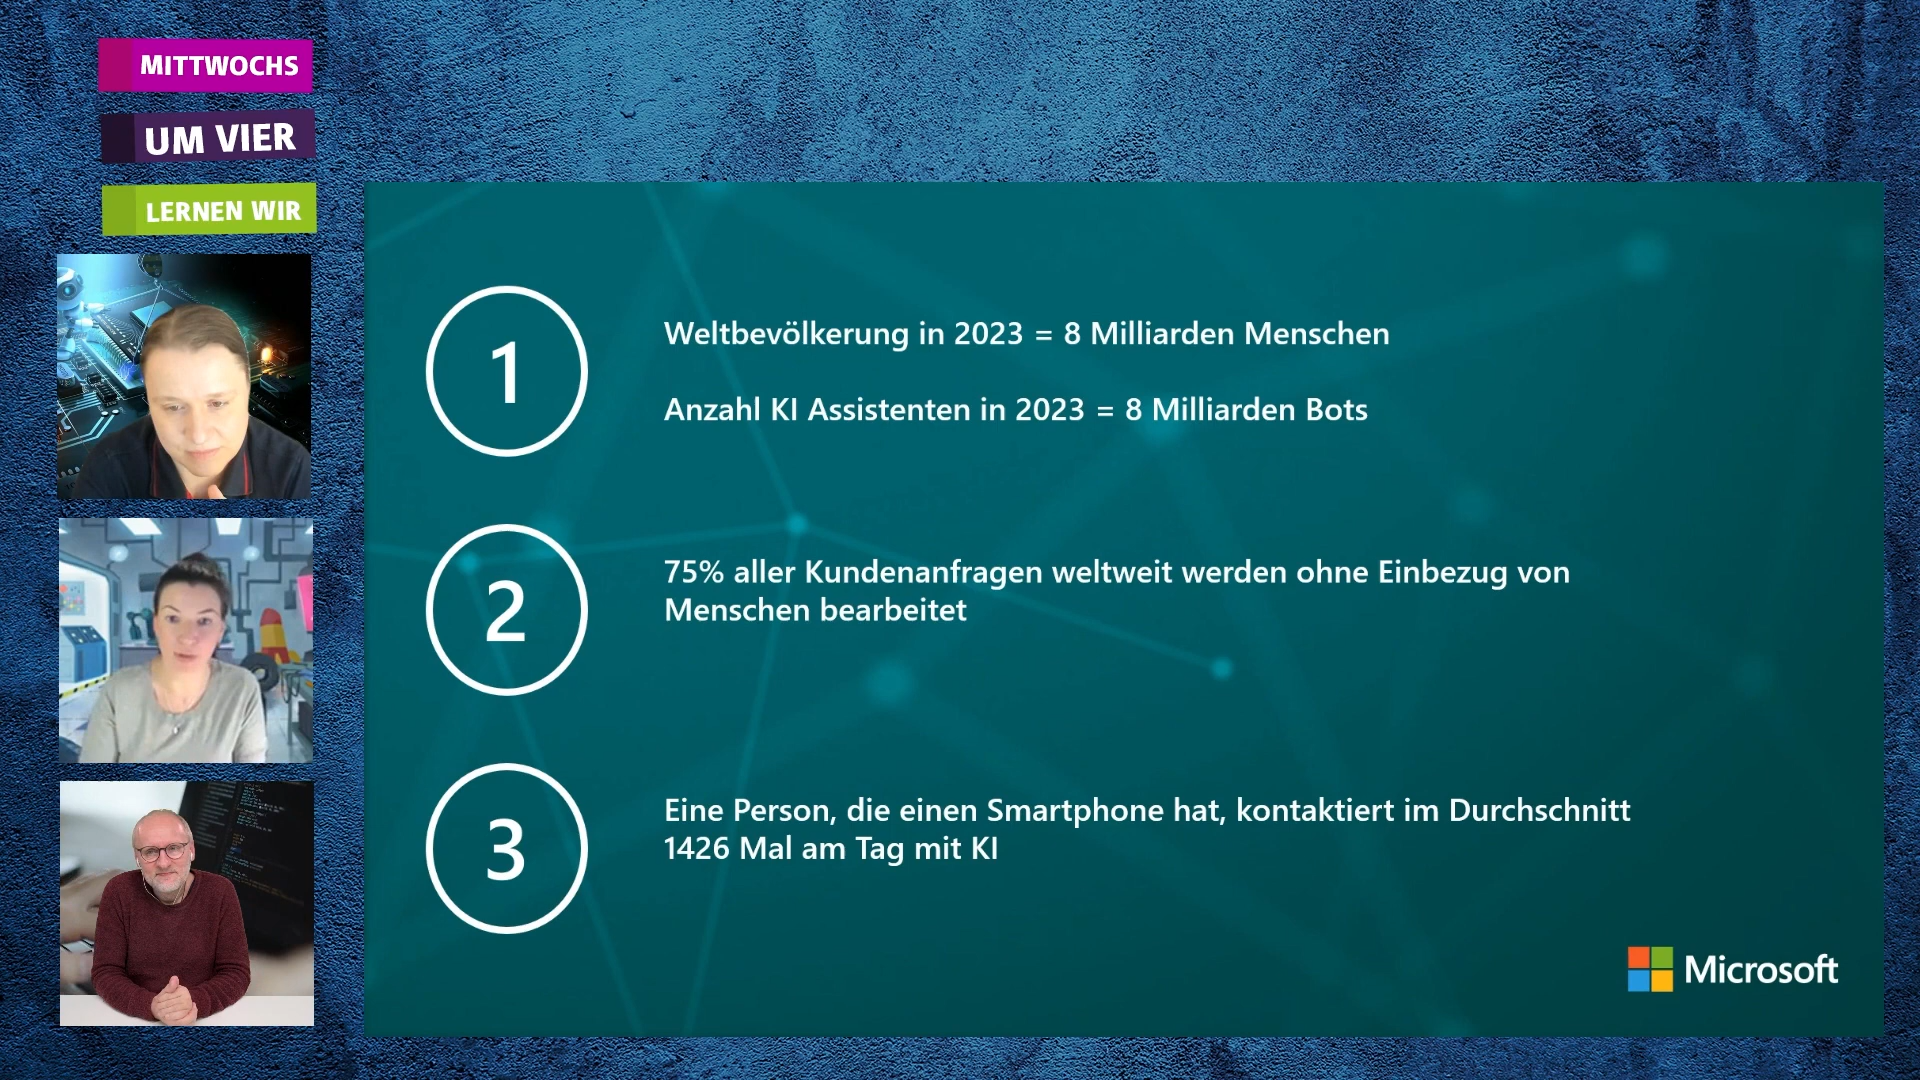 MITTWOCHS
UM VIER
LERNEN WIR
1
Weltbevölkerung in 2023 = 8 Milliarden Menschen
Anzahl KI Assistenten in 2023 = 8 Milliarden Bots
2
75% aller Kundenanfragen weltweit werden ohne Einbezug von
Menschen bearbeitet
3
Eine Person, die einen Smartphone hat, kontaktiert im Durchschnitt
1426 Mal am Tag mit KI
Microsoft